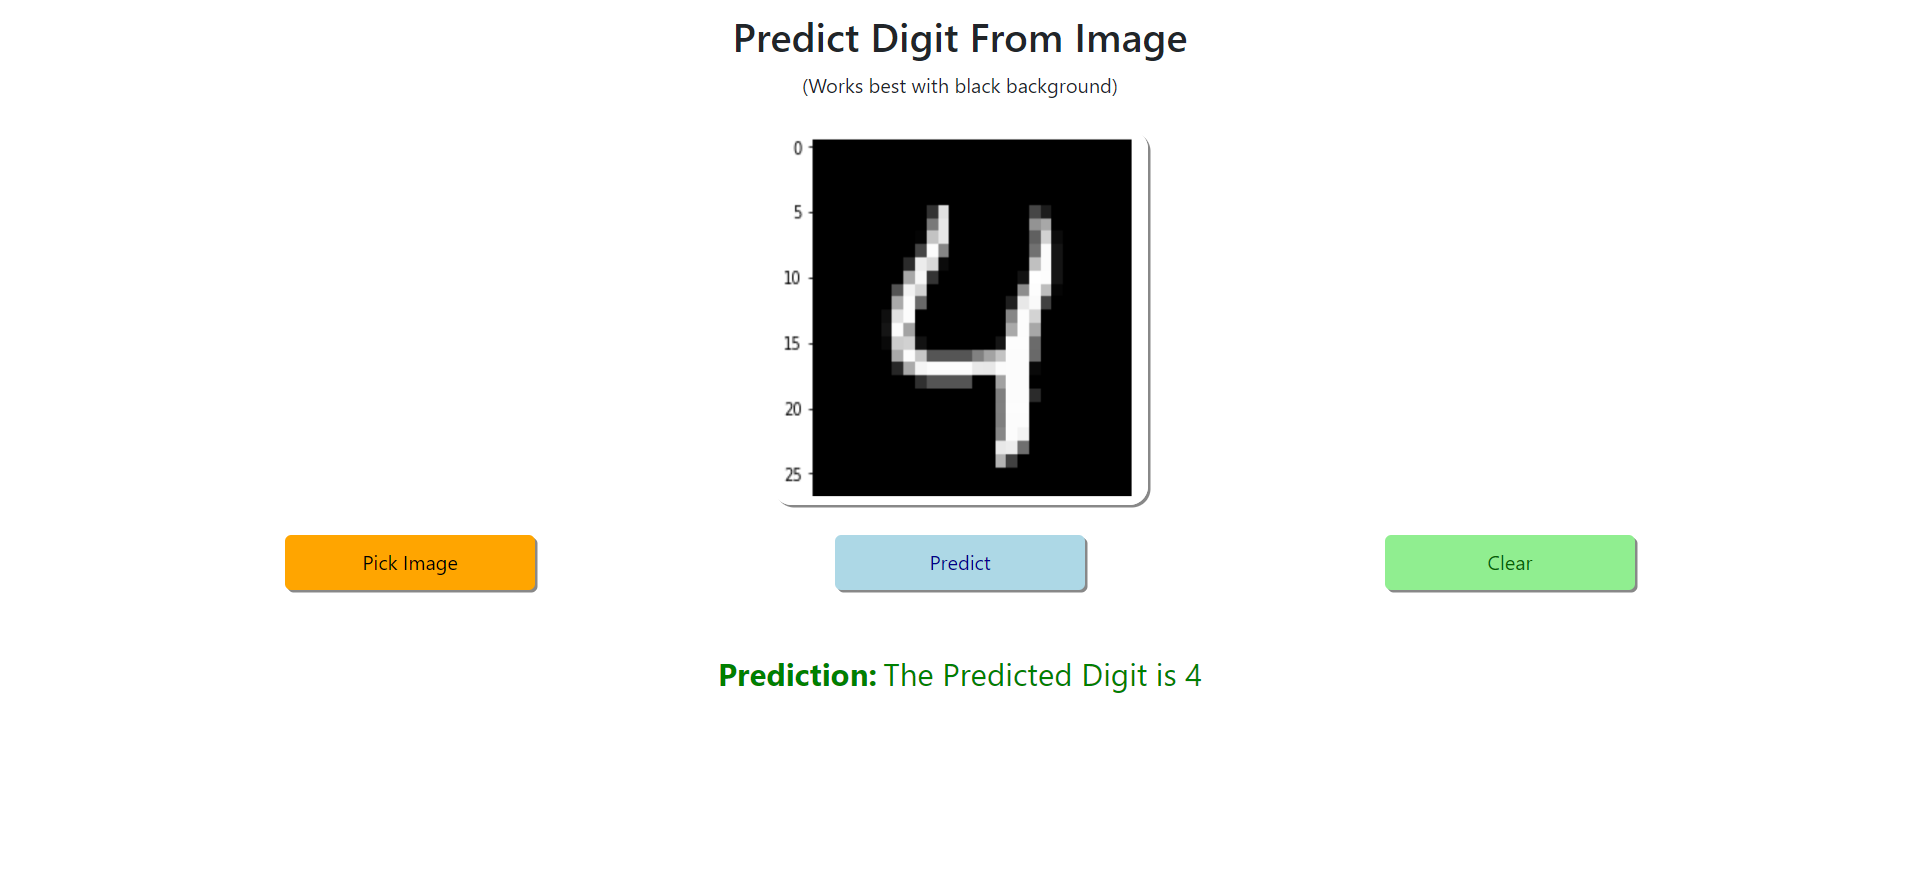 Predict Digit From Image
(Works best with black background)
0
5
10
15
20
25
4
Pick Image
Predict
Clear
Prediction: The Predicted Digit is 4